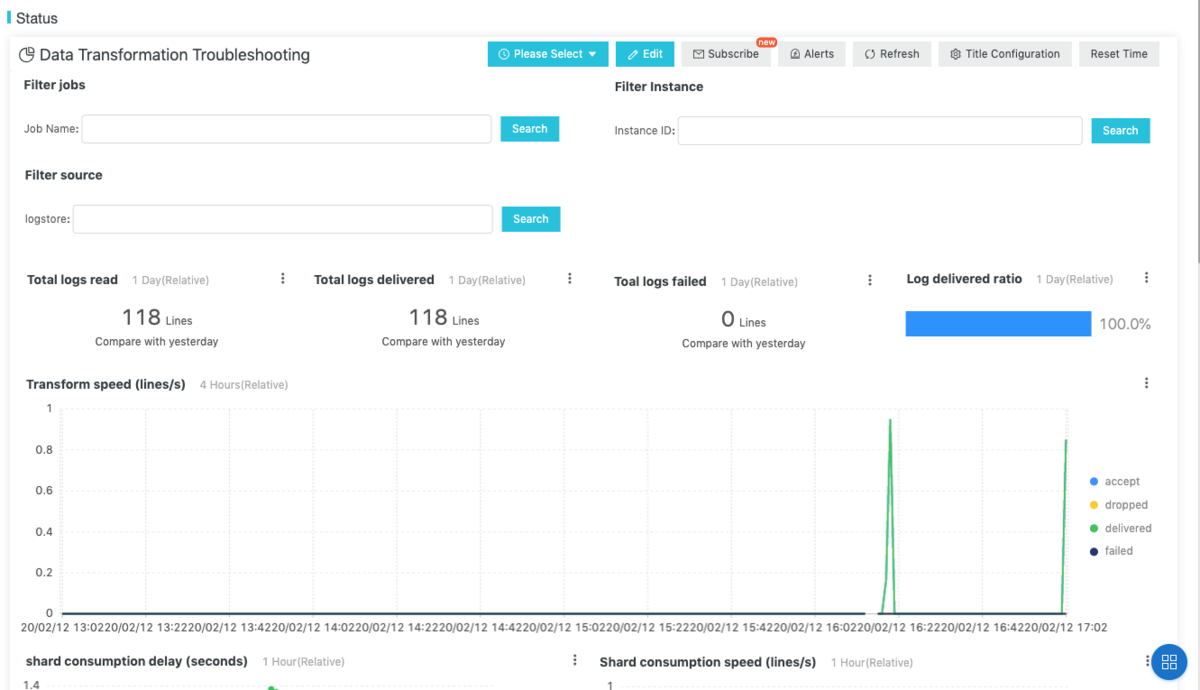 Status
Data Transformation Troubleshooting
Please Select
Edit
Subscribe
new
Alerts
Refresh
Title Configuration
Reset Time
Filter jobs
Filter Instance
Job Name:
Search
Instance ID:
Search
Filter source
logstore:
Search
Total logs read 1 Day(Relative)
Total logs delivered 1 Day(Relative)
Toal logs failed 1 Day(Relative)
Log delivered ratio 1 Day(Relative)
118 Lines
Compare with yesterday
118 Lines
Compare with yesterday
0 Lines
Compare with yesterday
100.0%
Transform speed (lines/s) 4 Hours(Relative)
1
0.8
0.6
0.4
0.2
0
accept
dropped
delivered
failed
20/02/12 13:0220/02/12 13:2220/02/12 13:4220/02/12 14:0220/02/12 14:2220/02/12 14:4220/02/12 15:0220/02/12 15:2220/02/12 15:4220/02/12 16:0220/02/12 16:2220/02/12 16:4220/02/12 17:02
shard consumption delay (seconds) 1 Hour(Relative)
Shard consumption speed (lines/s) 1 Hour(Relative)
1.4
1